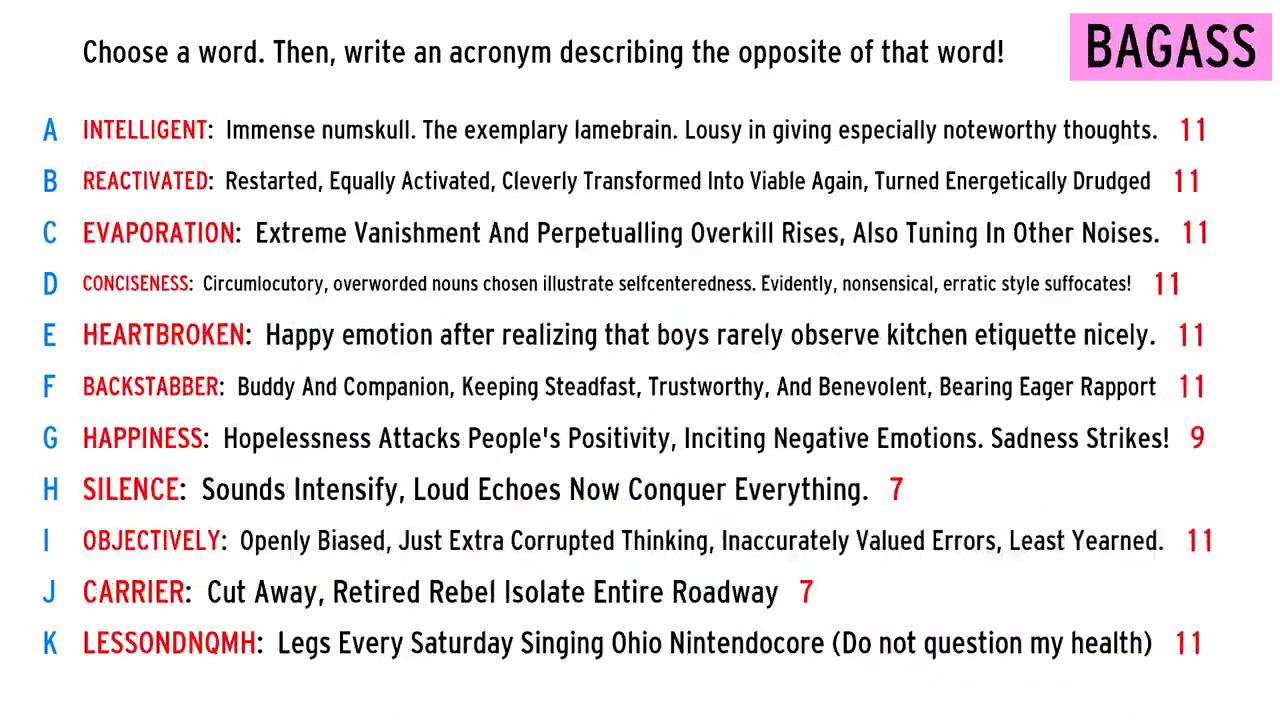 Choose a word. Then, write an acronym describing the opposite of that word!
BAGASS
A INTELLIGENT: Immense numskull. The exemplary lamebrain. Lousy in giving especially noteworthy thoughts. 11
B REACTIVATED: Restarted, Equally Activated, Cleverly Transformed Into Viable Again, Turned Energetically Drudged 11
C EVAPORATION: Extreme Vanishment And Perpetualling Overkill Rises, Also Tuning In Other Noises. 11
D CONCISENESS: Circumlocutory, overworded nouns chosen illustrate selfcenteredness. Evidently, nonsensical, erratic style suffocates! 11
E HEARTBROKEN: Happy emotion after realizing that boys rarely observe kitchen etiquette nicely. 11
F BACKSTABBER: Buddy And Companion, Keeping Steadfast, Trustworthy, And Benevolent, Bearing Eager Rapport 11
G HAPPINESS: Hopelessness Attacks People's Positivity, Inciting Negative Emotions. Sadness Strikes! 9
H SILENCE: Sounds Intensify, Loud Echoes Now Conquer Everything. 7
I OBJECTIVELY: Openly Biased, Just Extra Corrupted Thinking, Inaccurately Valued Errors, Least Yearned. 11
J CARRIER: Cut Away, Retired Rebel Isolate Entire Roadway 7
K LESSONDNQMH: Legs Every Saturday Singing Ohio Nintendocore (Do not question my health) 11